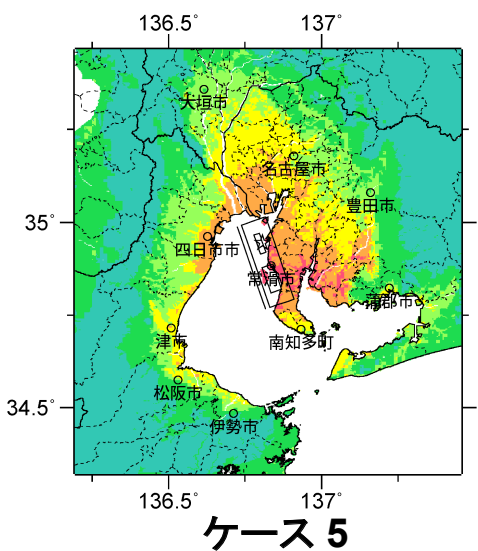 136.5° 137°
大垣市
名古屋市
豊田市
35°
四日市市
常滑市
蒲郡市
津市
南知多町
松阪市
34.5°
伊勢市
136.5° 137°
ケース 5